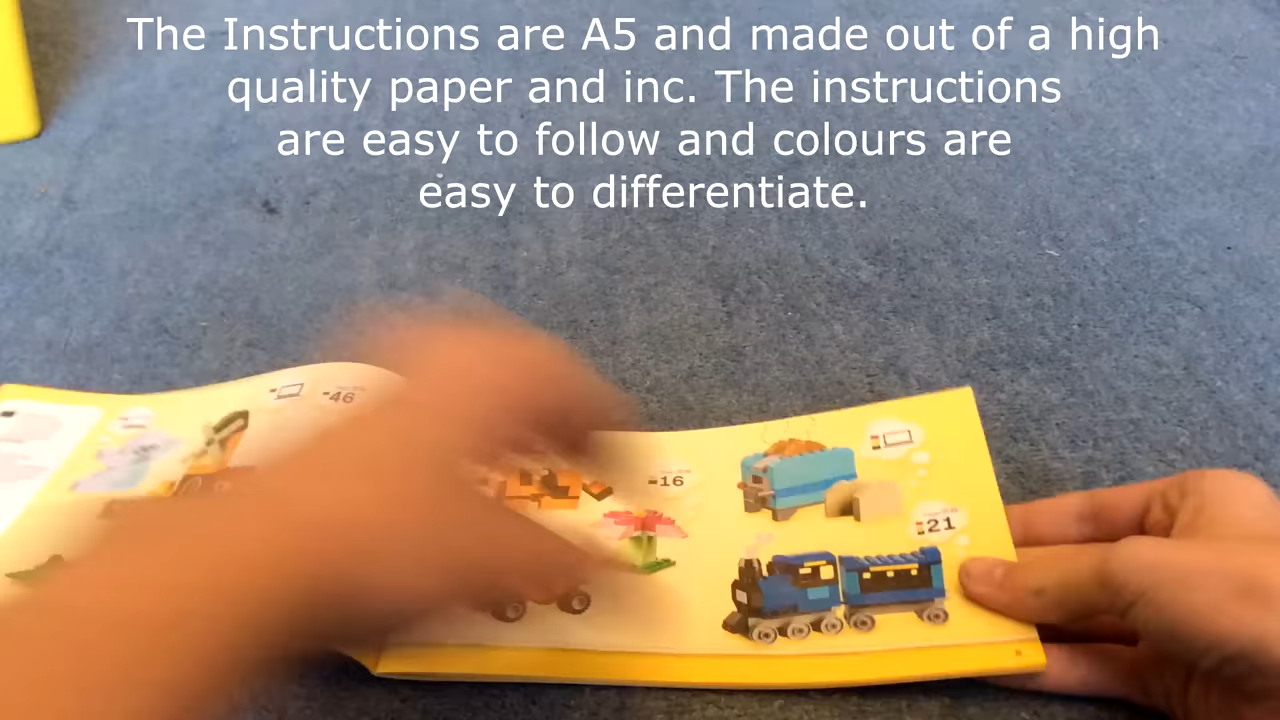 The Instructions are A5 and made out of a high
quality paper and inc. The instructions
are easy to follow and colours are
easy to differentiate.
46
16
21